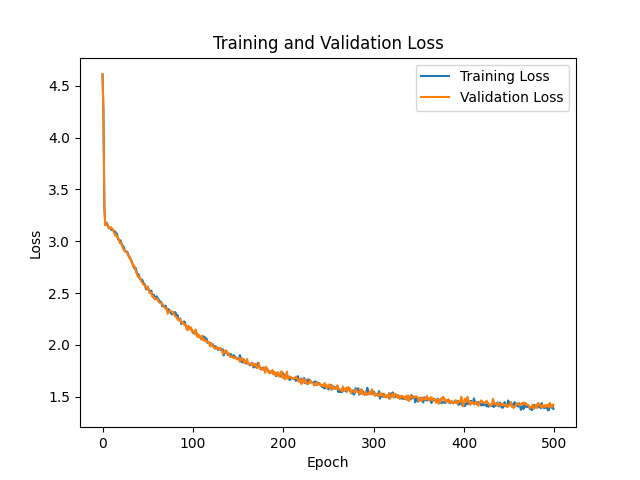 Training and Validation Loss
Training Loss
Validation Loss
Loss
4.5
4.0
3.5
3.0
2.5
2.0
1.5
0 100 200 300 400 500
Epoch